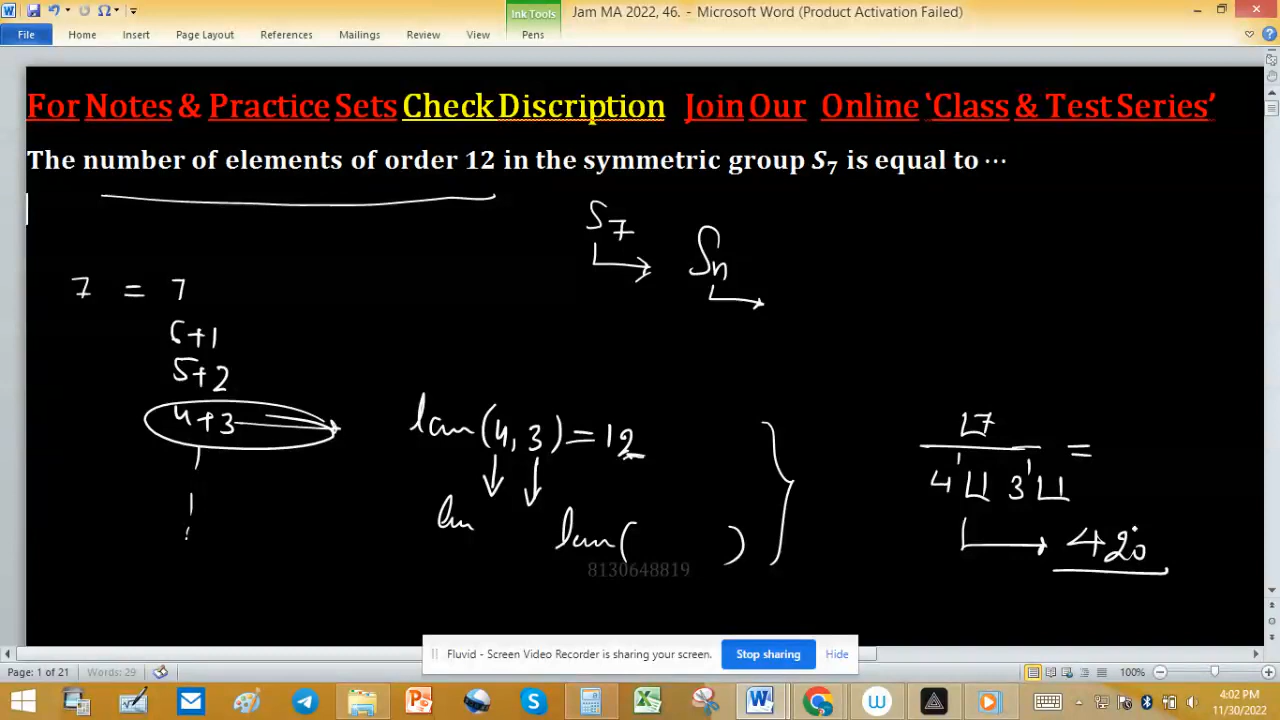 Jam MA 2022, 46. - Microsoft Word (Product Activation Failed)
Ink Tools
File Home Insert Page Layout References Mailings Review View Pens
For Notes & Practice Sets Check Discription Join Our Online ‘Class & Test Series’
The number of elements of order 12 in the symmetric group S₇ is equal to ⋯
S7
Sn
7 = 7
6+1
5+2
4+3
lcm(4,3)=12
lcm
lcm( )
7
4¹ 3¹ =
420
8130648819
Fluvid - Screen Video Recorder is sharing your screen. Stop sharing Hide
Page: 1 of 21 Words: 29 100%
4:02 PM
11/30/2022